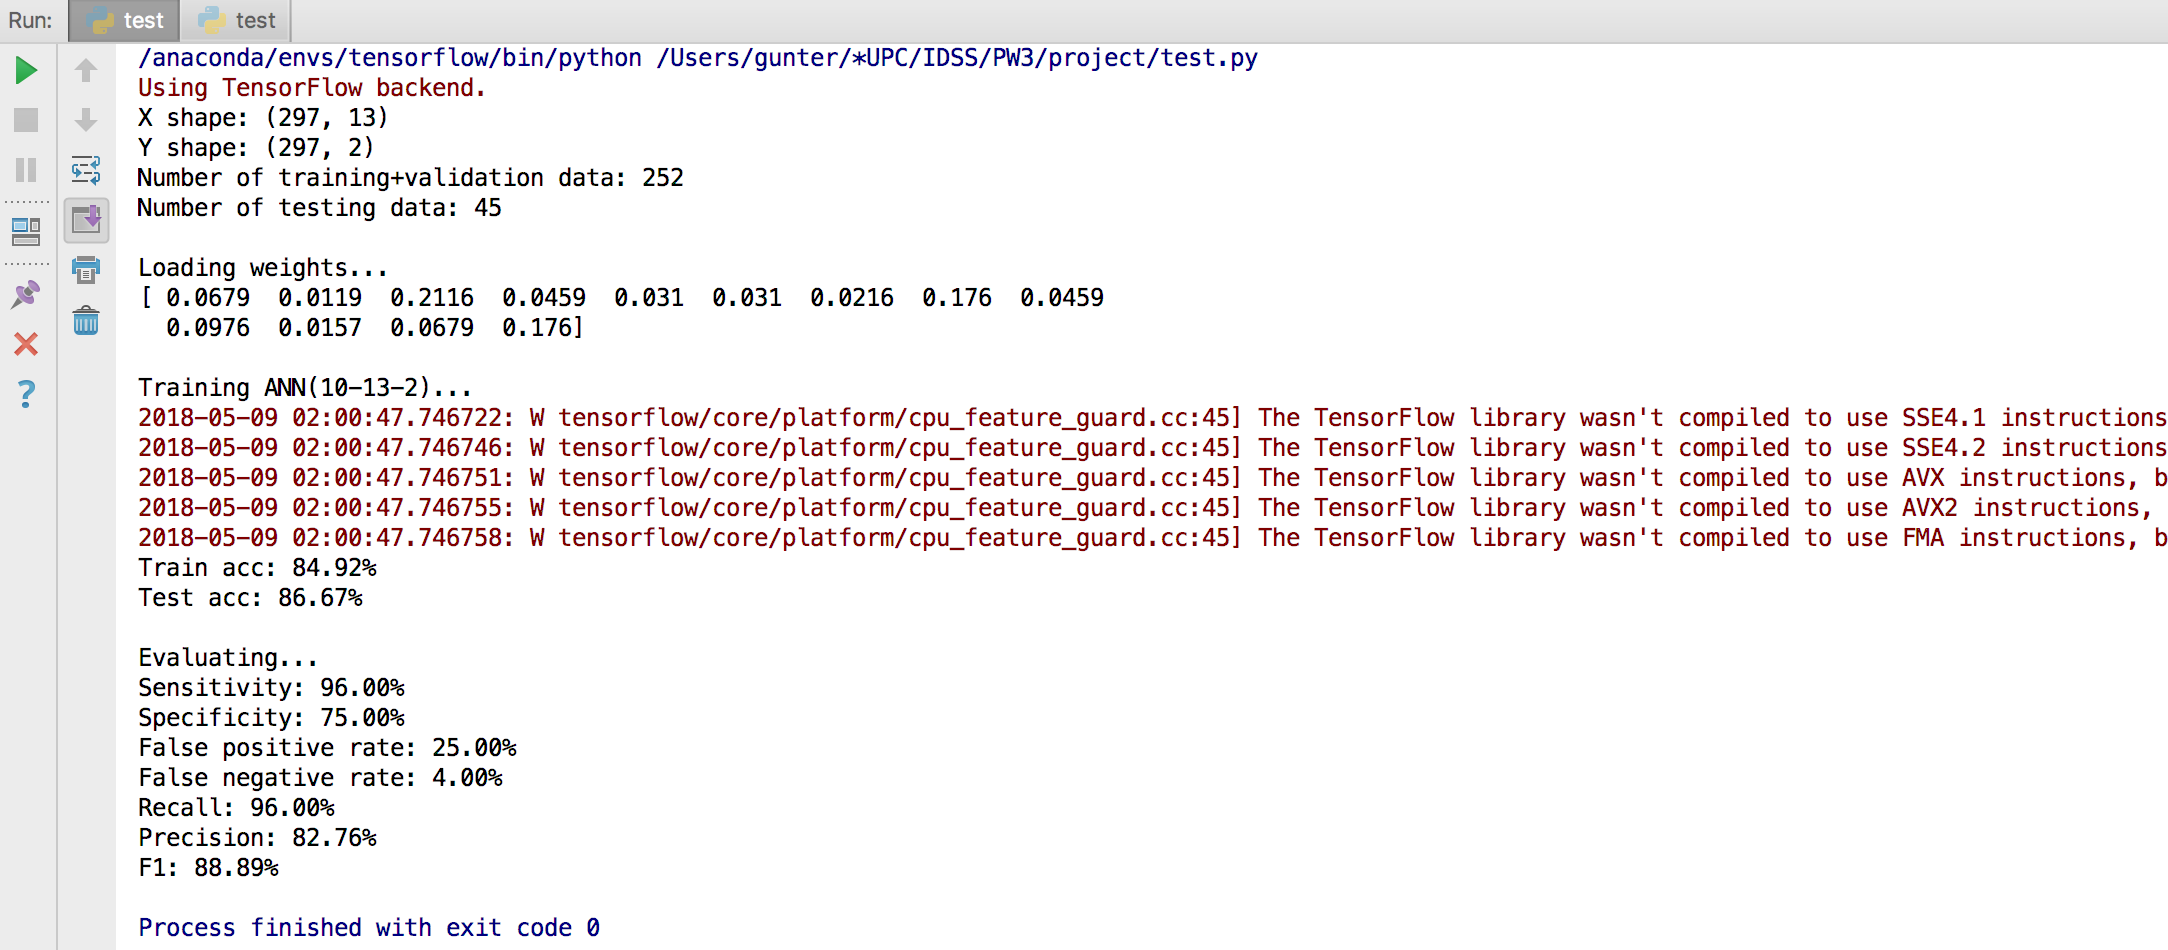 Run: test test
/anaconda/envs/tensorflow/bin/python /Users/gunter/*UPC/IDSS/PW3/project/test.py
Using TensorFlow backend.
X shape: (297, 13)
Y shape: (297, 2)
Number of training+validation data: 252
Number of testing data: 45
Loading weights...
[ 0.0679  0.0119  0.2116  0.0459  0.031  0.031  0.0216  0.176  0.0459
0.0976  0.0157  0.0679  0.176]
Training ANN(10-13-2)...
2018-05-09 02:00:47.746722: W tensorflow/core/platform/cpu_feature_guard.cc:45] The TensorFlow library wasn't compiled to use SSE4.1 instructions
2018-05-09 02:00:47.746746: W tensorflow/core/platform/cpu_feature_guard.cc:45] The TensorFlow library wasn't compiled to use SSE4.2 instructions
2018-05-09 02:00:47.746751: W tensorflow/core/platform/cpu_feature_guard.cc:45] The TensorFlow library wasn't compiled to use AVX instructions, b
2018-05-09 02:00:47.746755: W tensorflow/core/platform/cpu_feature_guard.cc:45] The TensorFlow library wasn't compiled to use AVX2 instructions,
2018-05-09 02:00:47.746758: W tensorflow/core/platform/cpu_feature_guard.cc:45] The TensorFlow library wasn't compiled to use FMA instructions, b
Train acc: 84.92%
Test acc: 86.67%
Evaluating...
Sensitivity: 96.00%
Specificity: 75.00%
False positive rate: 25.00%
False negative rate: 4.00%
Recall: 96.00%
Precision: 82.76%
F1: 88.89%
Process finished with exit code 0